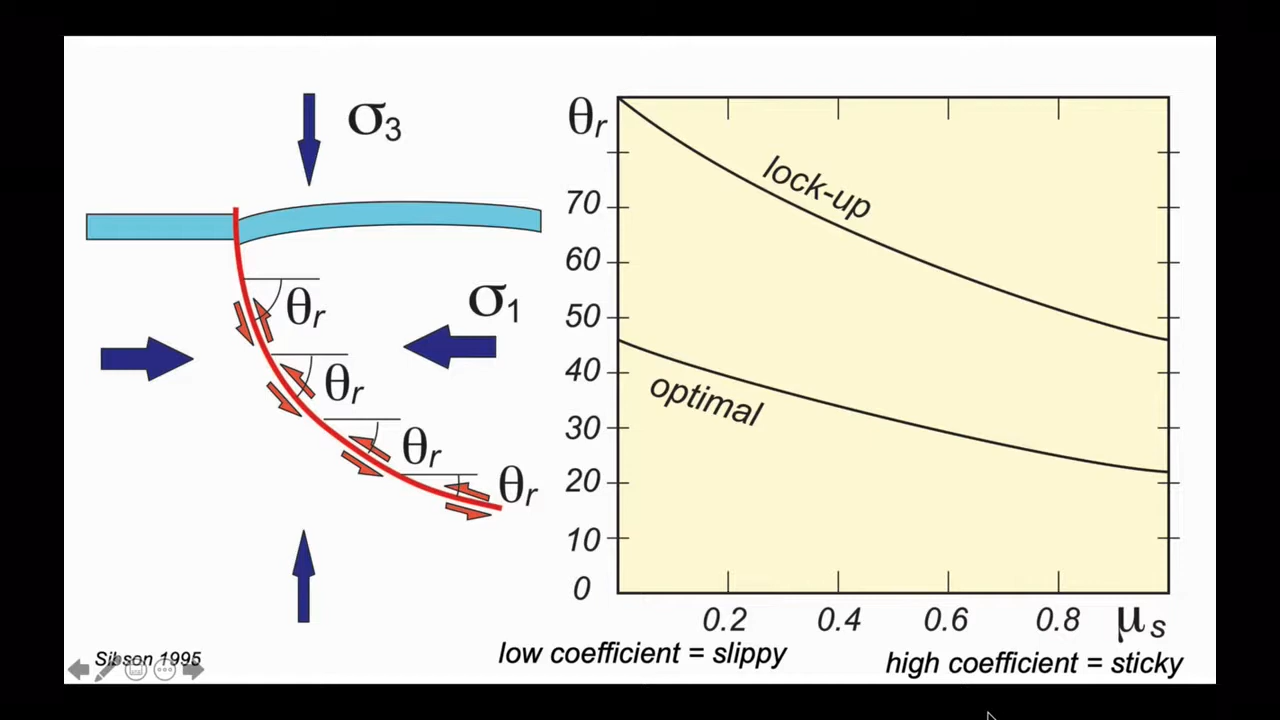 σ3
σ1
θr
θr
θr
θr
θr
70
60
50
40
30
20
10
0
lock-up
optimal
0.2 0.4 0.6 0.8 μs
low coefficient = slippy
high coefficient = sticky
Sibson 1995